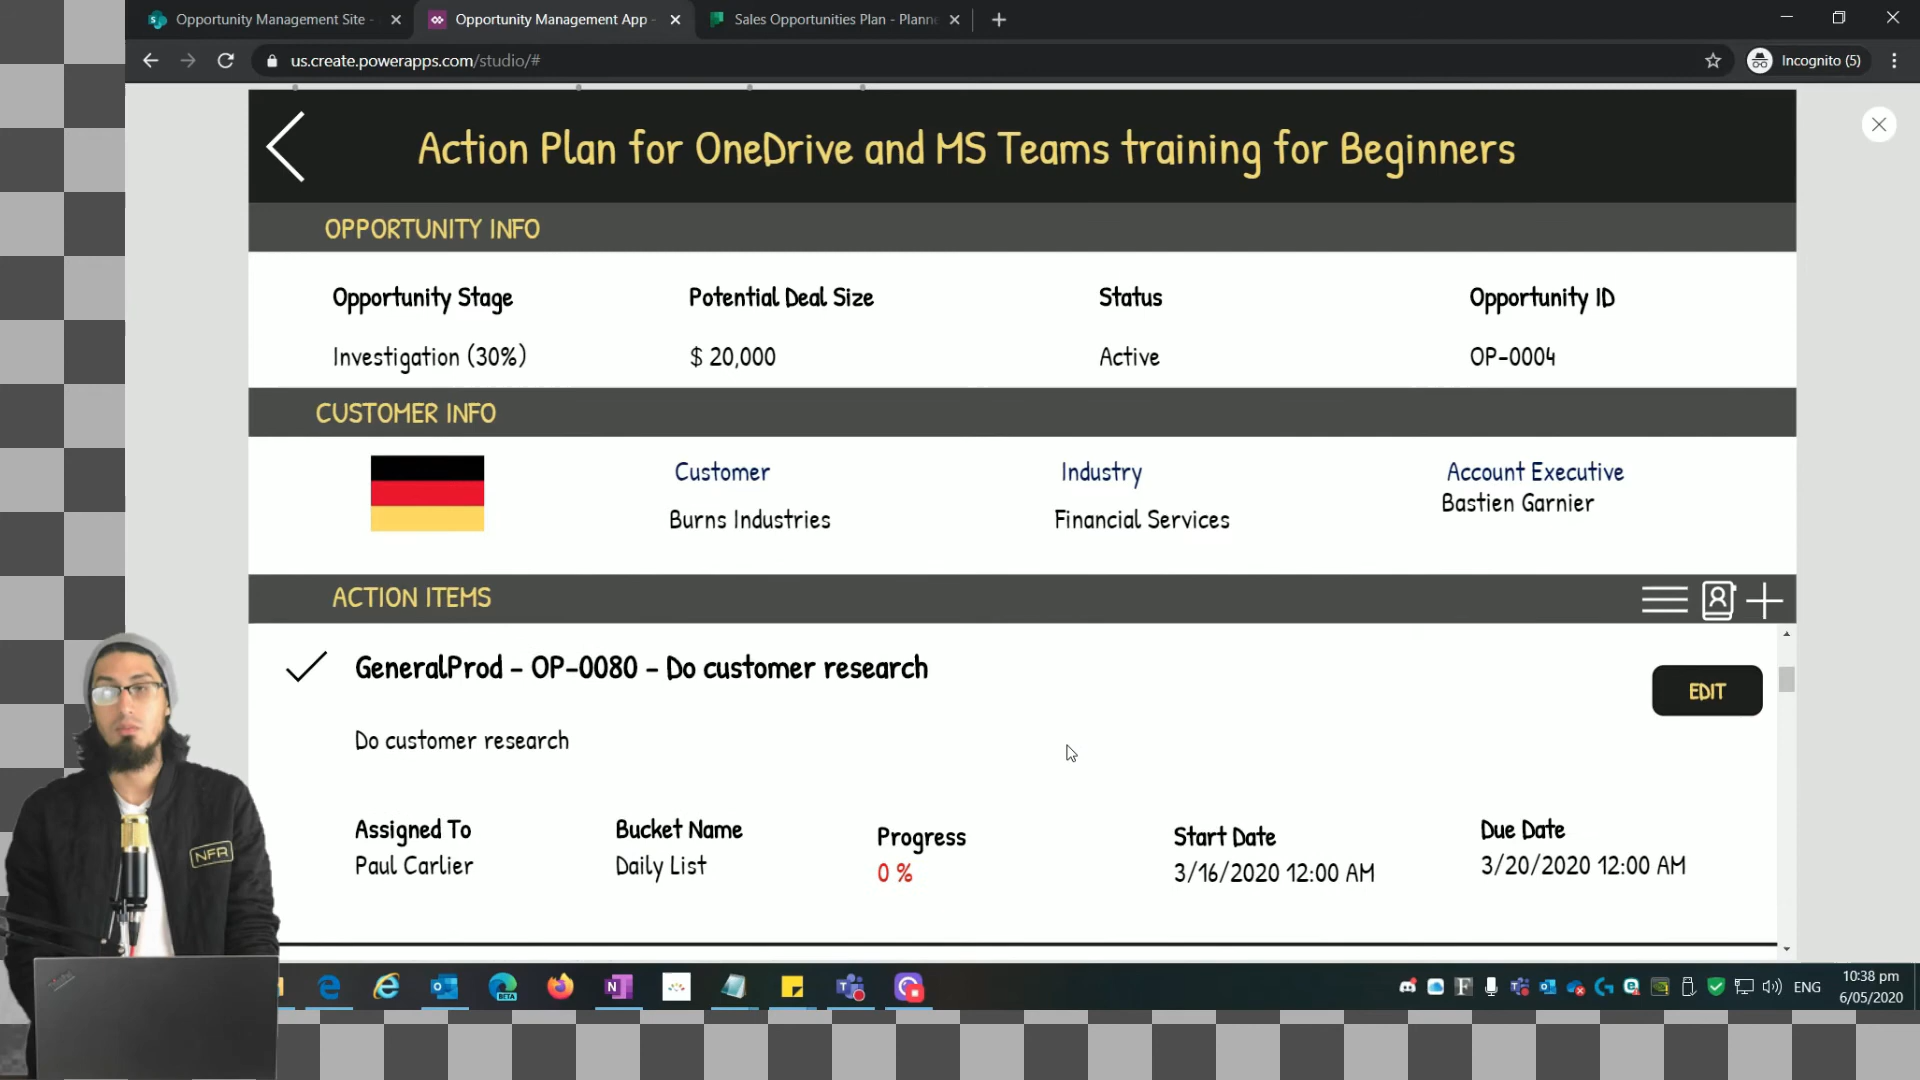 Opportunity Management Site -
Opportunity Management App -
Sales Opportunities Plan - Planne
us.create.powerapps.com/studio/#
Incognito (5)
Action Plan for OneDrive and MS Teams training for Beginners
OPPORTUNITY INFO
Opportunity Stage Potential Deal Size Status Opportunity ID
Investigation (30%) $ 20,000 Active OP-0004
CUSTOMER INFO
Customer Industry Account Executive
Burns Industries Financial Services Bastien Garnier
ACTION ITEMS
GeneralProd - OP-0080 - Do customer research
EDIT
Do customer research
Assigned To Bucket Name Progress Start Date Due Date
Paul Carlier Daily List 0 % 3/16/2020 12:00 AM 3/20/2020 12:00 AM
NFR
BETA
ENG
10:38 pm
6/05/2020